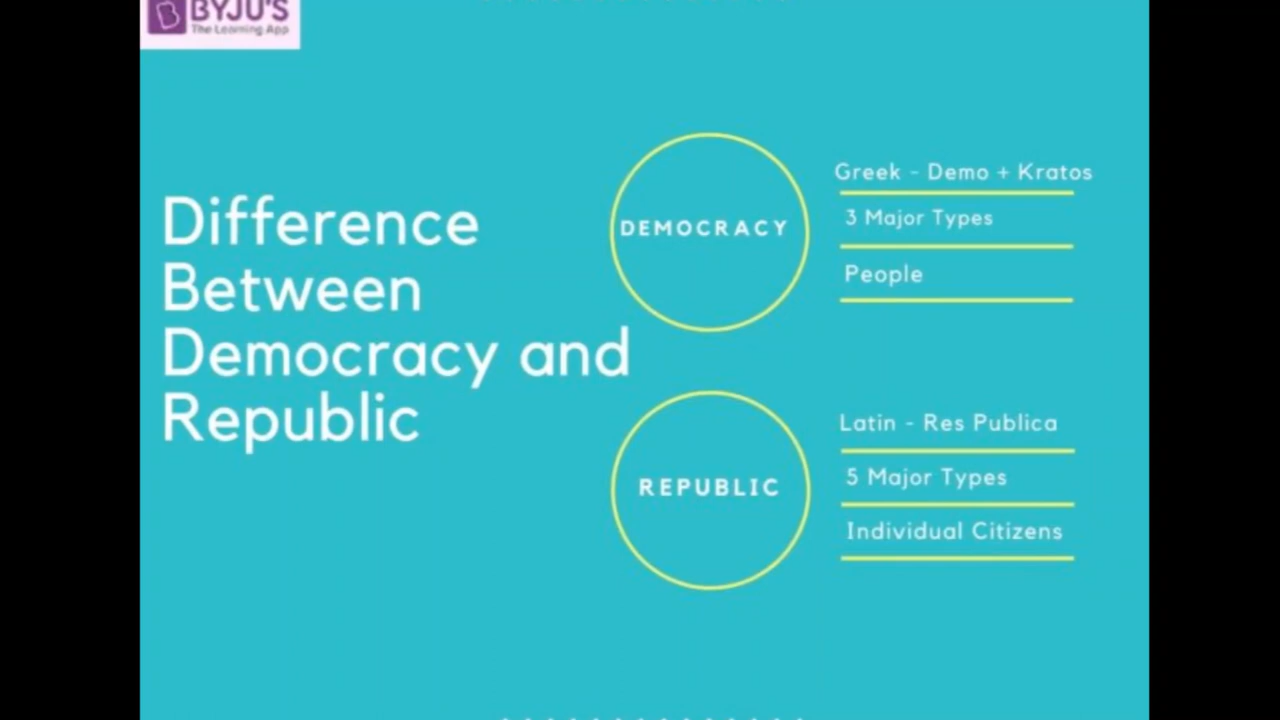 BYJU'S
The Learning App
Difference
Between
Democracy and
Republic
DEMOCRACY
Greek - Demo + Kratos
3 Major Types
People
REPUBLIC
Latin - Res Publica
5 Major Types
Individual Citizens